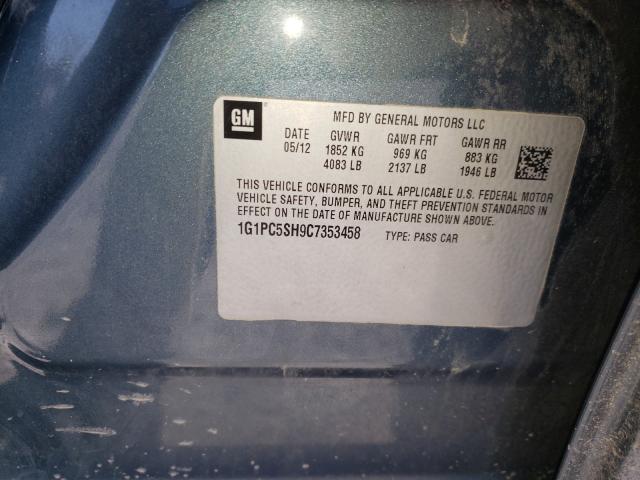 GM
MFD BY GENERAL MOTORS LLC
DATE GVWR GAWR FRT GAWR RR
05/12 1852 KG 969 KG 883 KG
4083 LB 2137 LB 1946 LB
THIS VEHICLE CONFORMS TO ALL APPLICABLE U.S. FEDERAL MOTOR
VEHICLE SAFETY, BUMPER, AND THEFT PREVENTION STANDARDS IN
EFFECT ON THE DATE OF MANUFACTURE SHOWN ABOVE.
1G1PC5SH9C7353458 TYPE: PASS CAR